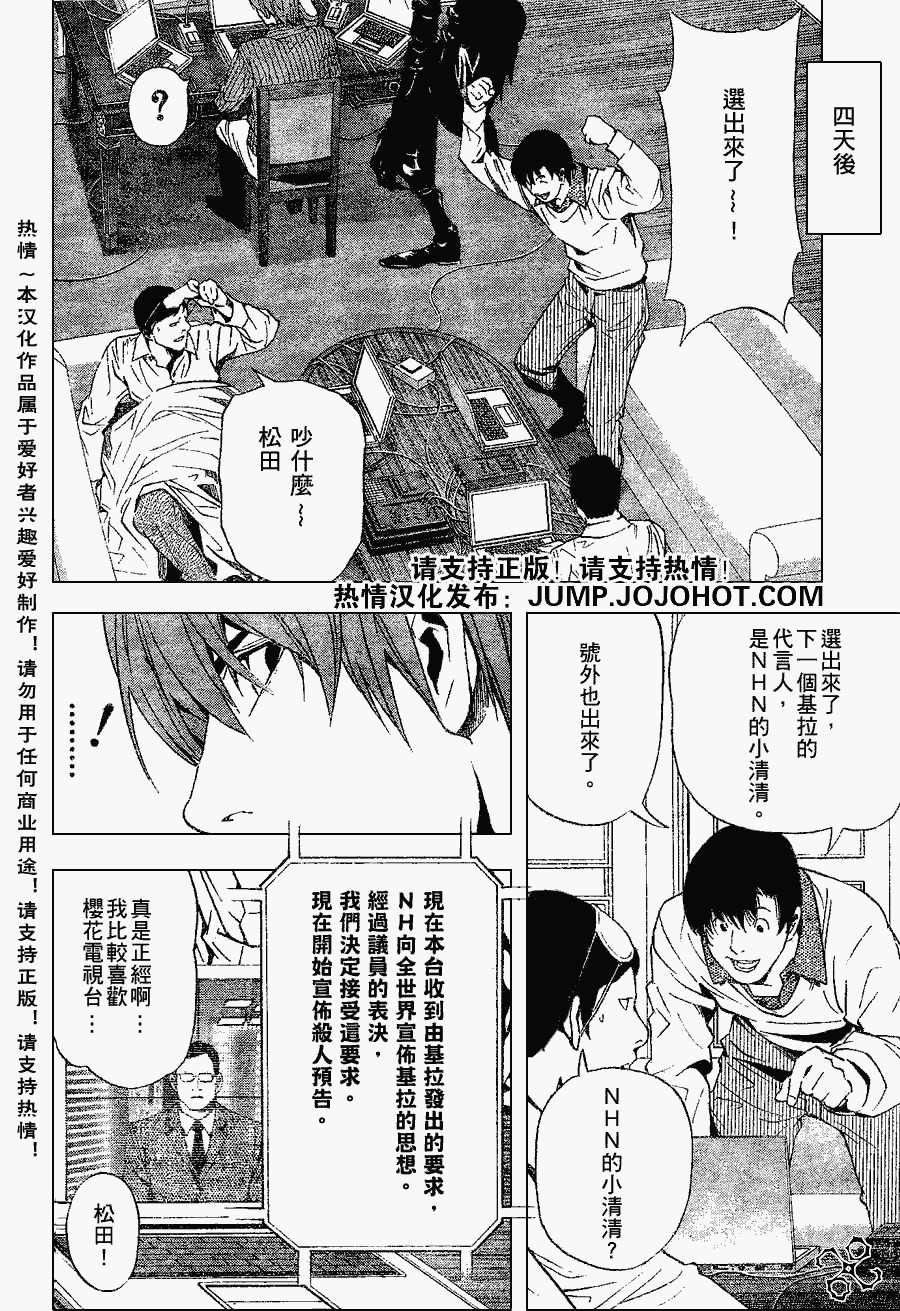 四天後
選出來了~~!
?
吵什麼~
松田
请支持正版!请支持热情!
热情汉化发布:JUMP.JOJOHOT.COM
選出來了,
下一個基拉的
代言人,
是NHN的小清清。
號外也出來了。
NHN的小清清?
!
………
現在本台收到由基拉發出的要求,
NH向全世界宣佈基拉的思想。
經過議員的表決,
我們決定接受這要求。
現在開始宣佈殺人預告。
真是正經啊…
我比較喜歡
櫻花電視台…
松田!
热情~本汉化作品属于爱好者兴趣爱好制作!请勿用于任何商业用途!请支持正版!请支持热情!